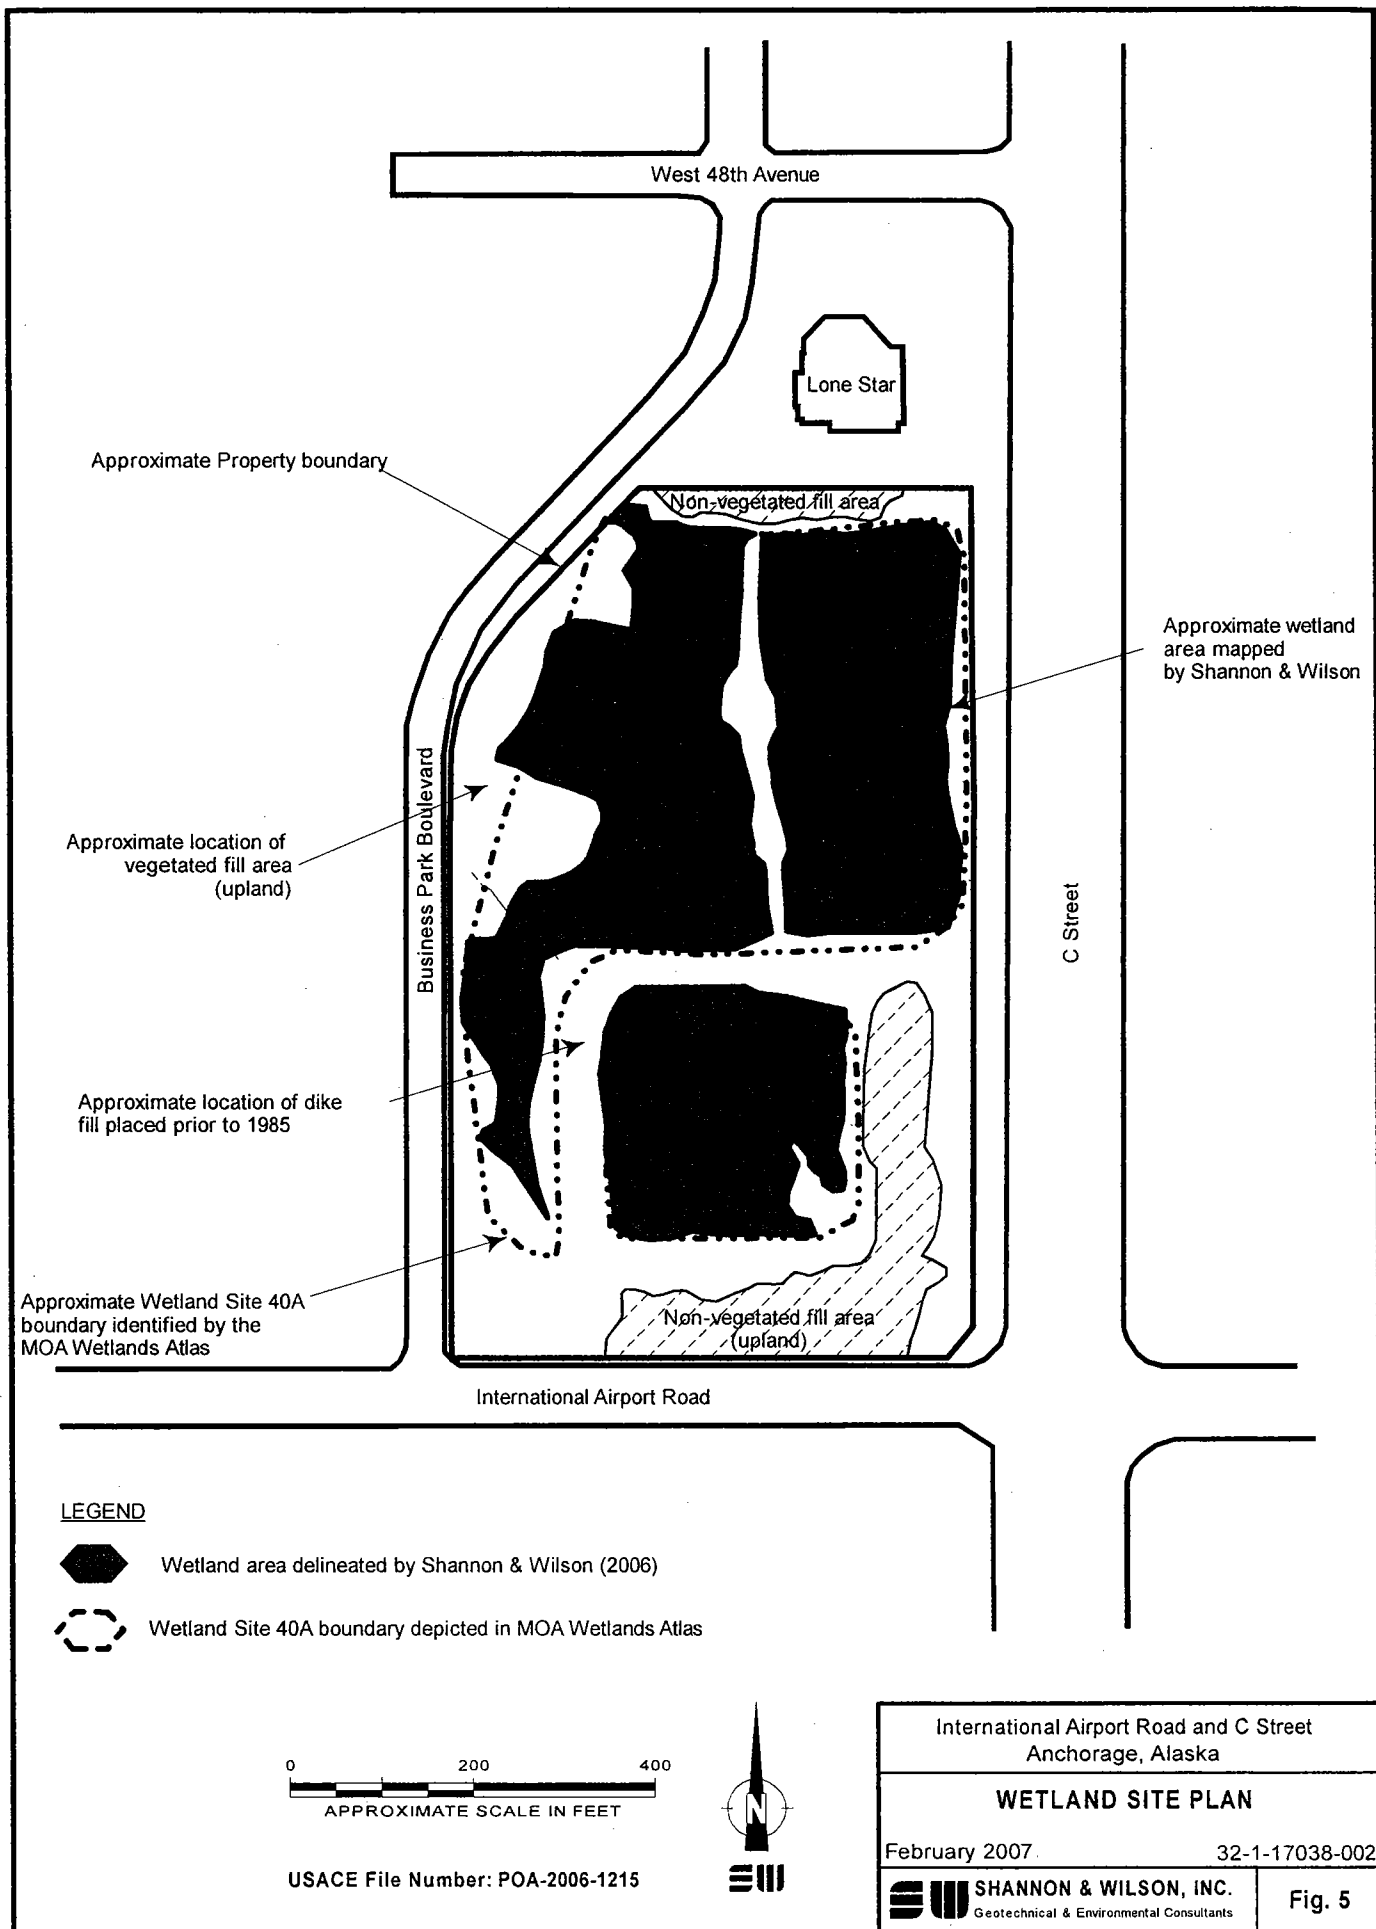 West 48th Avenue
Lone Star
Approximate Property boundary
Non-vegetated fill area
Approximate wetland
area mapped
by Shannon & Wilson
Business Park Boulevard
Approximate location of
vegetated fill area
(upland)
C Street
Approximate location of dike
fill placed prior to 1985
Approximate Wetland Site 40A
boundary identified by the
MOA Wetlands Atlas
Non-vegetated fill area
(upland)
International Airport Road
LEGEND
Wetland area delineated by Shannon & Wilson (2006)
Wetland Site 40A boundary depicted in MOA Wetlands Atlas
0 200 400
APPROXIMATE SCALE IN FEET
N
USACE File Number: POA-2006-1215
SW
International Airport Road and C Street
Anchorage, Alaska
WETLAND SITE PLAN
February 2007 32-1-17038-002
SW SHANNON & WILSON, INC.
Geotechnical & Environmental Consultants
Fig. 5